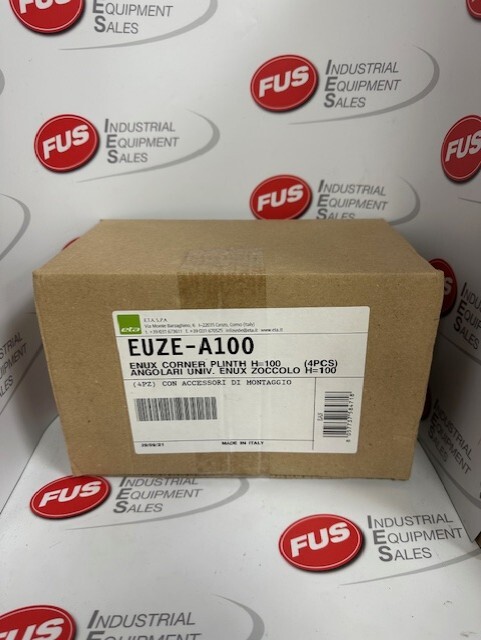 FUS INDUSTRIAL
EQUIPMENT
SALES
FUS INDUSTRIAL
EQUIPMENT
SALES
FUS INDUSTRIAL
EQUIPMENT
SALES
FUS
FUS INDUSTRIAL
EQUIPMENT
SALES
eta
E.T.A. S.P.A.
EUZE-A100
ENUX CORNER PLINTH H=100 (4PCS)
ANGOLARI UNIV. ENUX ZOCCOLO H=100
(4PZ) CON ACCESSORI DI MONTAGGIO
MADE IN ITALY
FUS INDUSTRIAL
EQUIPMENT
SALES
FUS INDUSTRIAL
EQUIPMENT
SALES
FUS INDUSTRIAL
EQUIPMENT
SALES